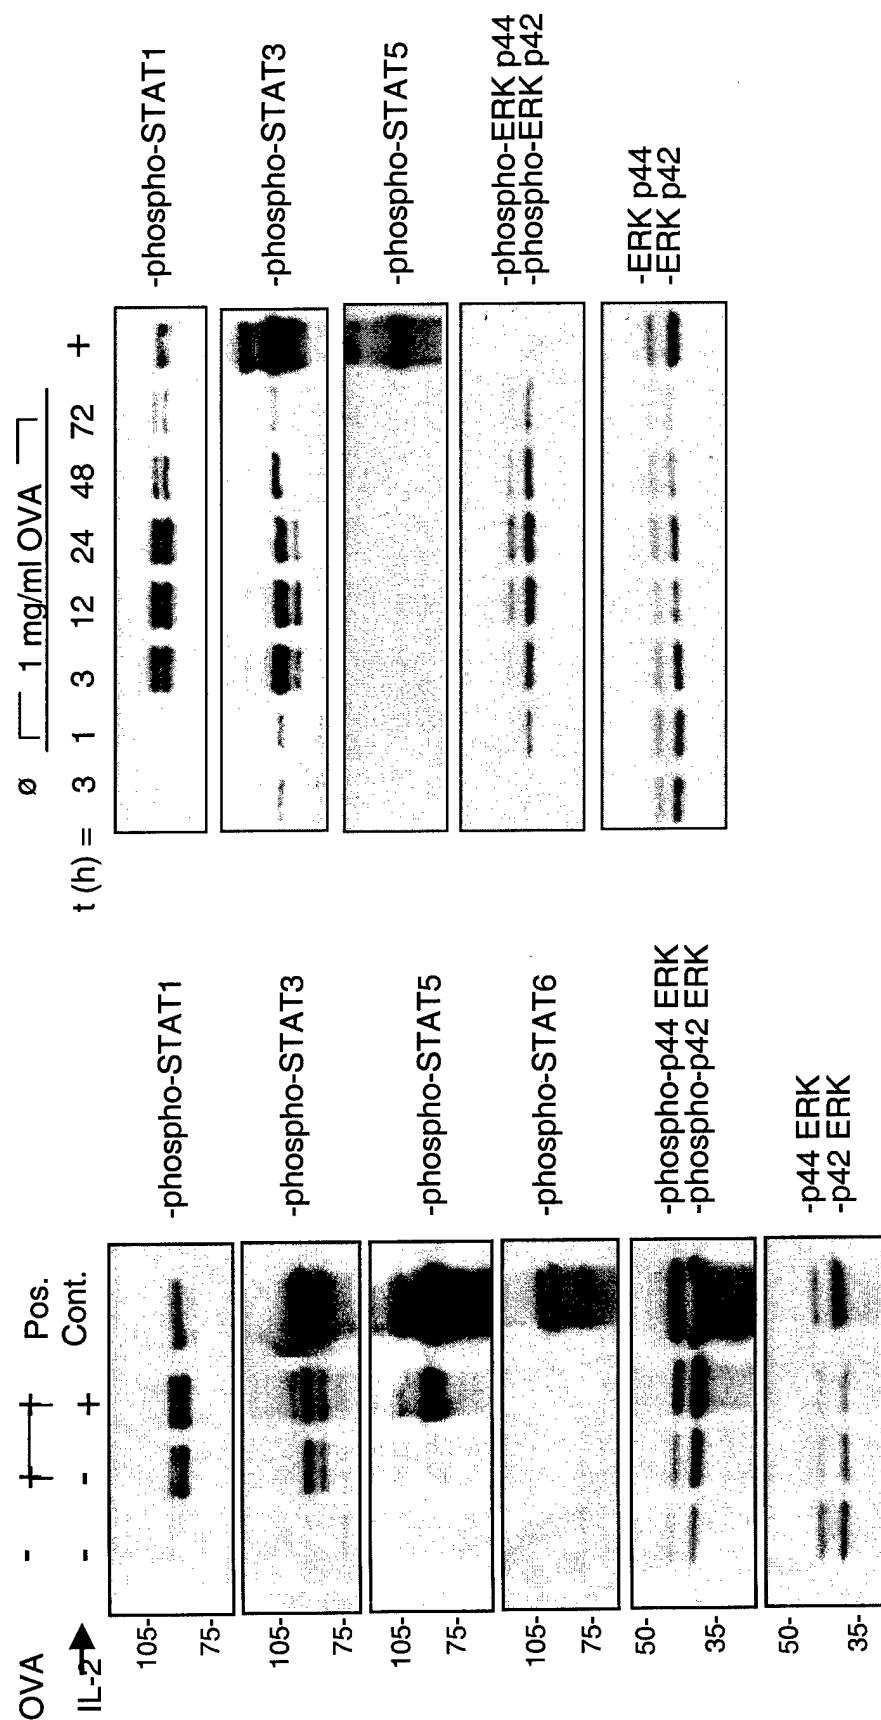 OVA - + + Pos.
IL-2 - - + Cont.
105-
75-
-phospho-STAT1
105-
75-
-phospho-STAT3
105-
75-
-phospho-STAT5
105-
75-
-phospho-STAT6
50-
35-
-phospho-p44 ERK
-phospho-p42 ERK
50-
35-
-p44 ERK
-p42 ERK
ø 1 mg/ml OVA
t (h) = 3 1 3 12 24 48 72 +
-phospho-STAT1
-phospho-STAT3
-phospho-STAT5
-phospho-ERK p44
-phospho-ERK p42
-ERK p44
-ERK p42